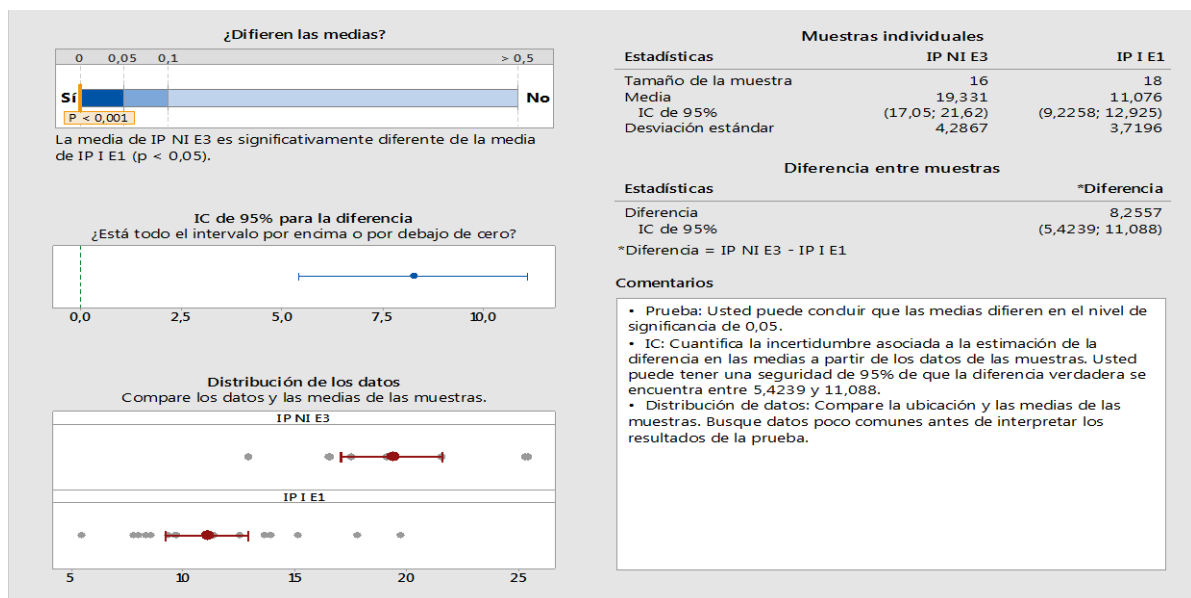 ¿Difieren las medias?
0 0,05 0,1 > 0,5
Sí No
P < 0,001
La media de IP NI E3 es significativamente diferente de la media
de IP I E1 (p < 0,05).
IC de 95% para la diferencia
¿Está todo el intervalo por encima o por debajo de cero?
0,0 2,5 5,0 7,5 10,0
Distribución de los datos
Compare los datos y las medias de las muestras.
IP NI E3
IP I E1
5 10 15 20 25
Muestras individuales
Estadísticas IP NI E3 IP I E1
Tamaño de la muestra 16 18
Media 19,331 11,076
IC de 95% (17,05; 21,62) (9,2258; 12,925)
Desviación estándar 4,2867 3,7196
Diferencia entre muestras
Estadísticas *Diferencia
Diferencia 8,2557
IC de 95% (5,4239; 11,088)
*Diferencia = IP NI E3 - IP I E1
Comentarios
• Prueba: Usted puede concluir que las medias difieren en el nivel de
significancia de 0,05.
• IC: Cuantifica la incertidumbre asociada a la estimación de la
diferencia en las medias a partir de los datos de las muestras. Usted
puede tener una seguridad de 95% de que la diferencia verdadera se
encuentra entre 5,4239 y 11,088.
• Distribución de datos: Compare la ubicación y las medias de las
muestras. Busque datos poco comunes antes de interpretar los
resultados de la prueba.